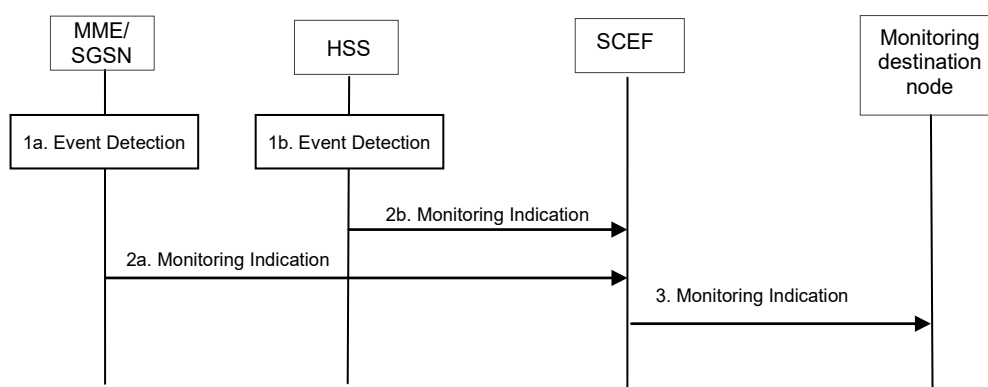 MME/
SGSN
HSS
SCEF
Monitoring
destination
node
1a. Event Detection
1b. Event Detection
2b. Monitoring Indication
2a. Monitoring Indication
3. Monitoring Indication